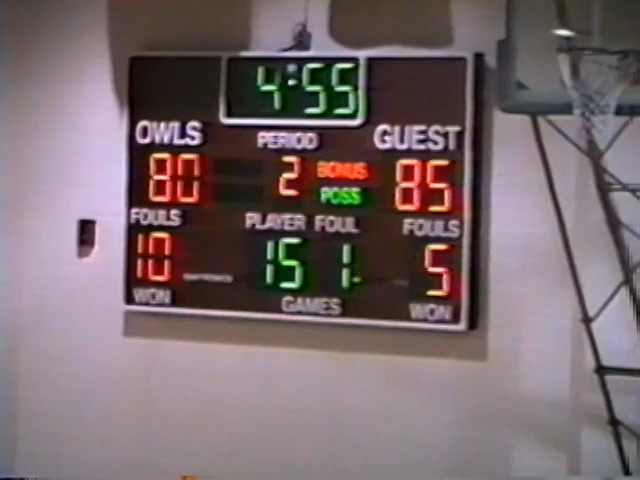 4:55
OWLS PERIOD GUEST
80 2 BONUS 85
POSS
FOULS PLAYER FOUL FOULS
10 15 1 5
WON GAMES WON